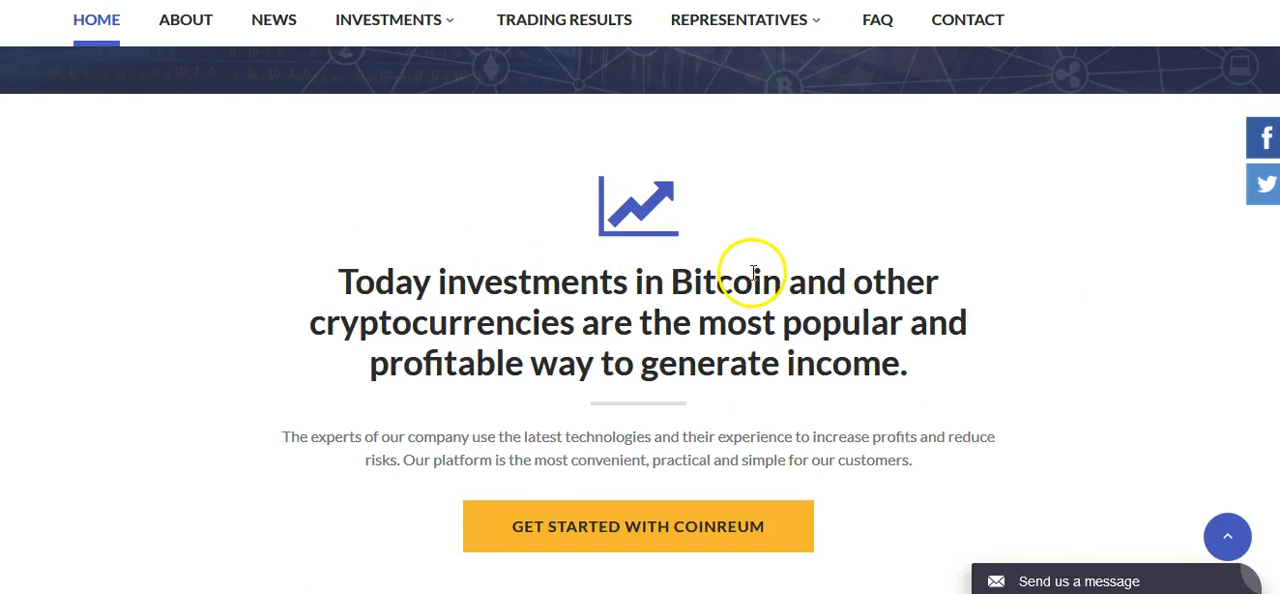 HOME ABOUT NEWS INVESTMENTS TRADING RESULTS REPRESENTATIVES FAQ CONTACT
Today investments in Bitcoin and other
cryptocurrencies are the most popular and
profitable way to generate income.
The experts of our company use the latest technologies and their experience to increase profits and reduce
risks. Our platform is the most convenient, practical and simple for our customers.
GET STARTED WITH COINREUM
Send us a message